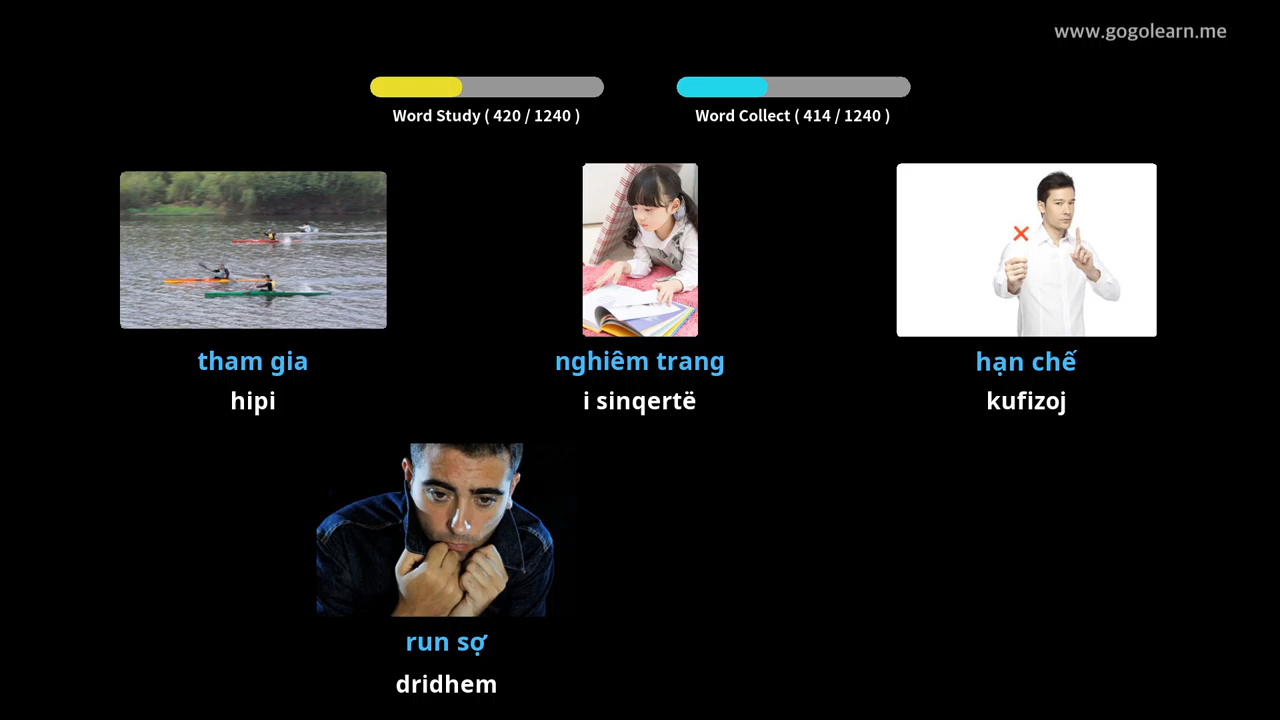 www.gogolearn.me
Word Study ( 420 / 1240 )
Word Collect ( 414 / 1240 )
tham gia
hipi
nghiêm trang
i sinqertë
hạn chế
kufizoj
run sợ
dridhem